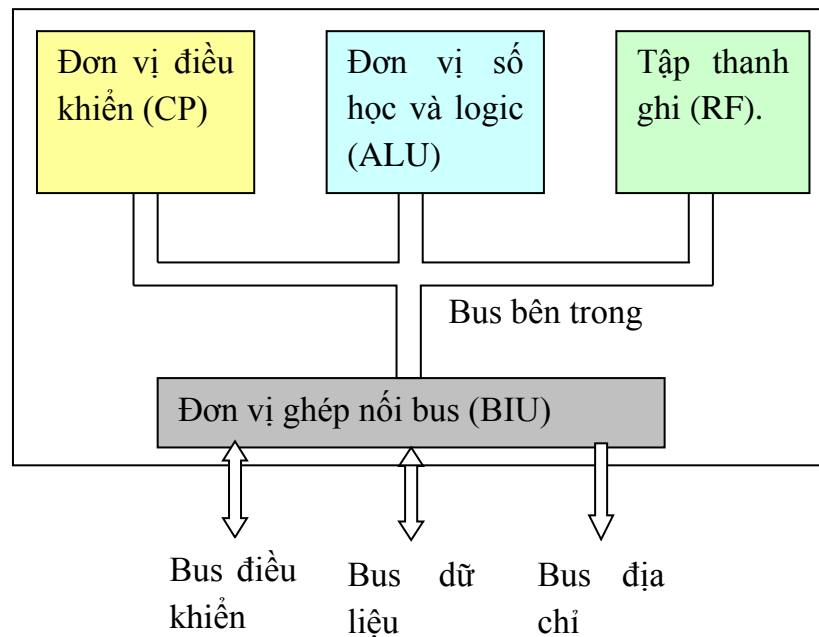 Đơn vị điều
khiển (CP)
Đơn vị số
học và logic
(ALU)
Tập thanh
ghi (RF).
Bus bên trong
Đơn vị ghép nối bus (BIU)
Bus điều
khiển
Bus dữ
liệu
Bus địa
chỉ